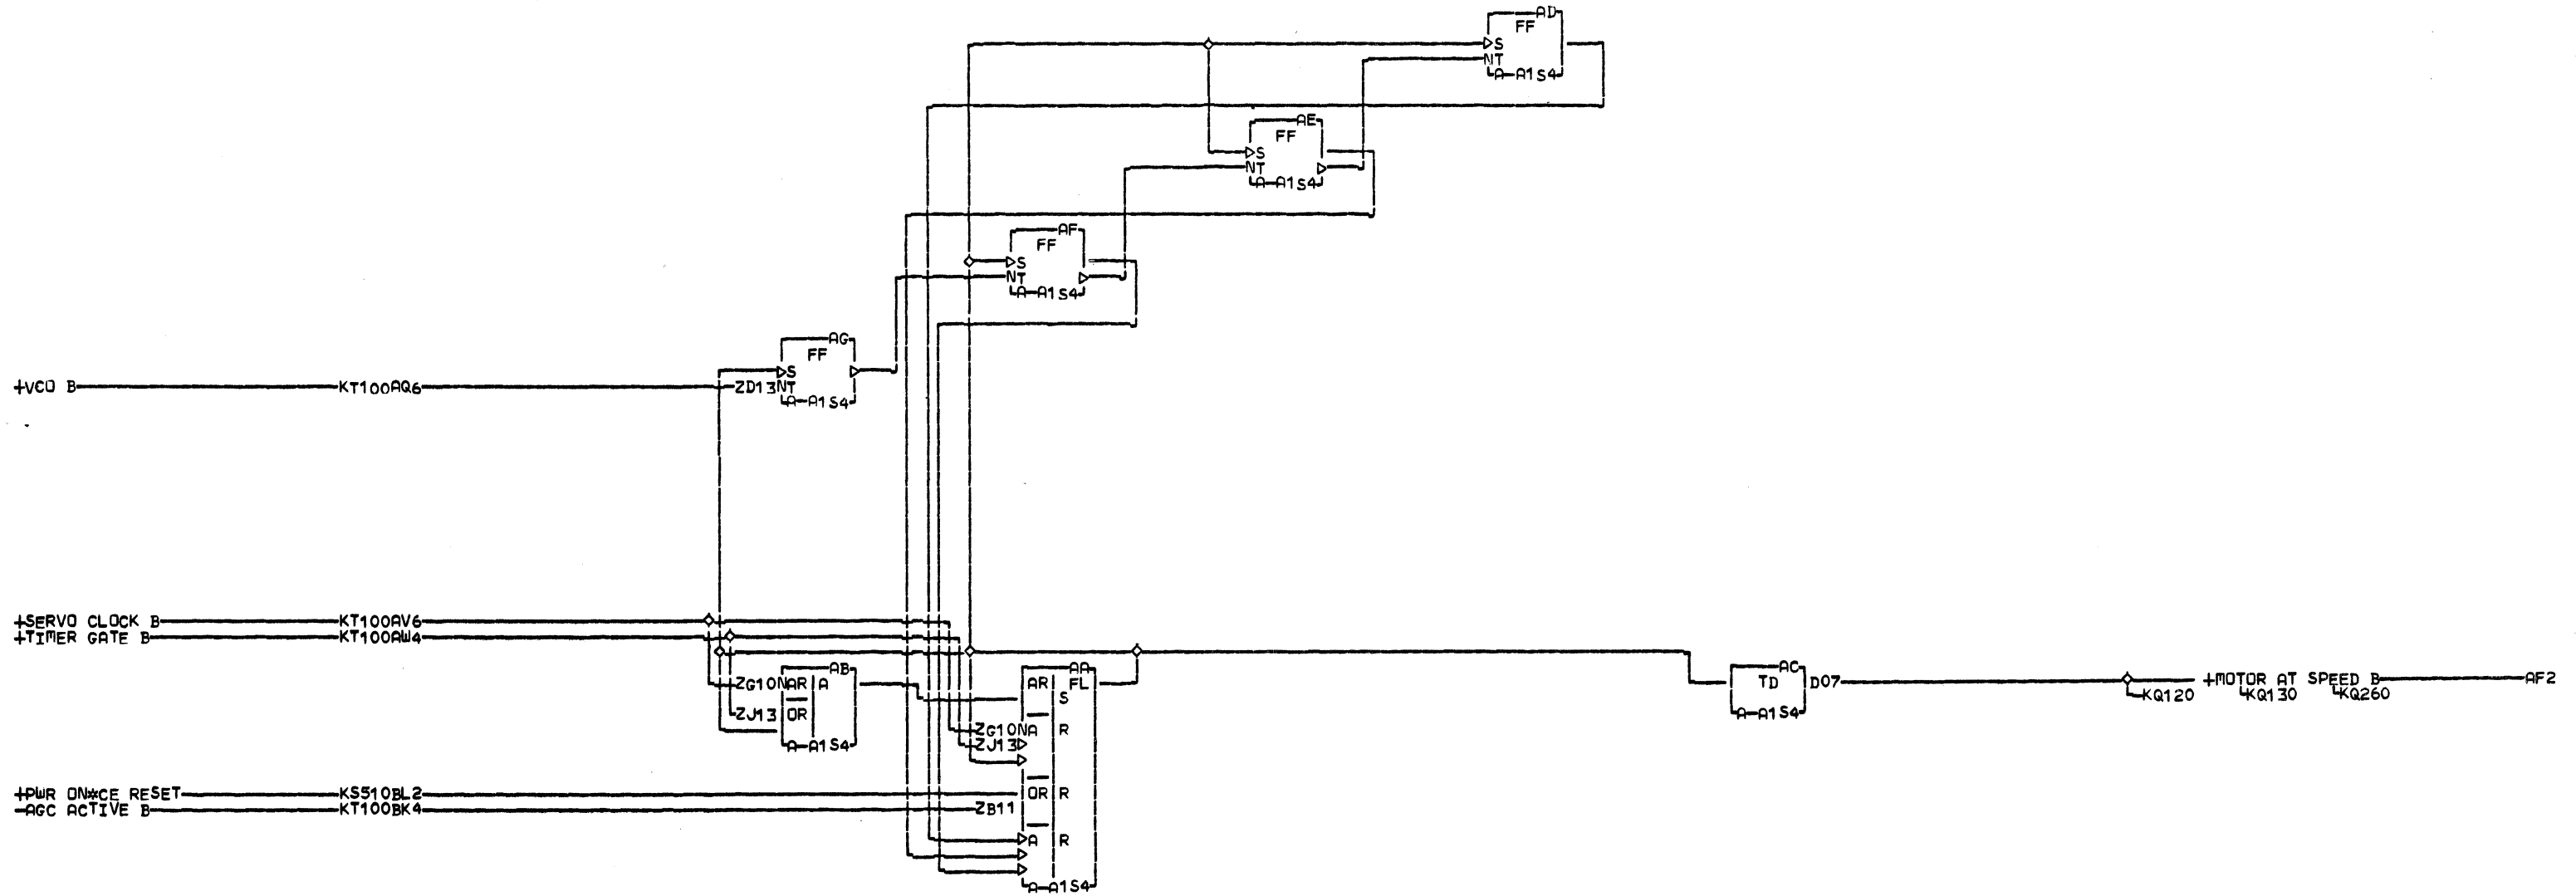 AD
FF
S
NT
A A1S4
AE
FF
S
NT
A A1S4
AF
FF
S
NT
A A1S4
AG
FF
S
+VCO B KT100AQ6 ZD13 NT
A A1S4
+SERVO CLOCK B KT100AV6
+TIMER GATE B KT100AW4
AB AA AC
ZG10 NAR A AR FL TD D07 +MOTOR AT SPEED B AF2
S KQ120 KQ130 KQ260
ZJ13 OR A A1S4
ZG10 NA R
A A1S4 ZJ13
+PWR ON*CE RESET KS510BL2 OR R
-AGC ACTIVE B KT100BK4 ZB11
A R
A A1S4